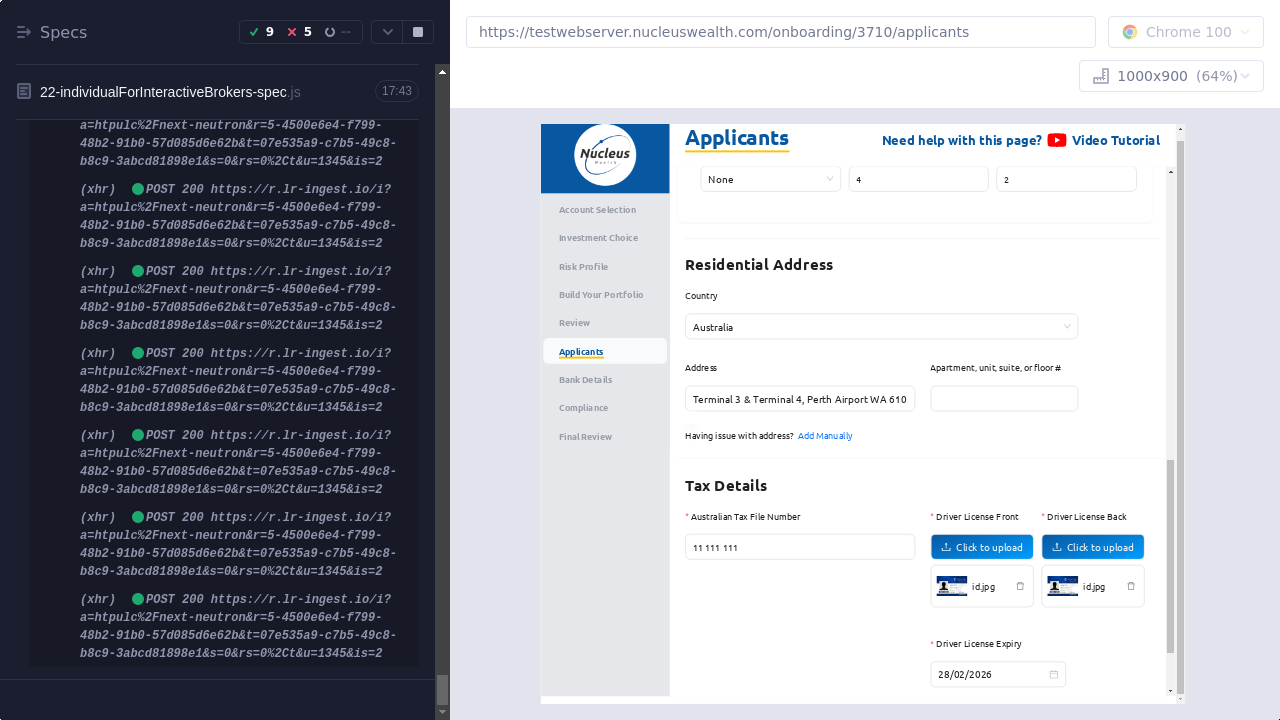 Specs
9
5
--
22-individualForInteractiveBrokers-spec.js
17:43
a=htpulc%2Fnext-neutron&r=5-4500e6e4-f799-
48b2-91b0-57d085d6e62b&t=07e535a9-c7b5-49c8-
b8c9-3abcd81898e1&s=0&rs=0%2Ct&u=1345&is=2
(xhr) POST 200 https://r.lr-ingest.io/i?
a=htpulc%2Fnext-neutron&r=5-4500e6e4-f799-
48b2-91b0-57d085d6e62b&t=07e535a9-c7b5-49c8-
b8c9-3abcd81898e1&s=0&rs=0%2Ct&u=1345&is=2
(xhr) POST 200 https://r.lr-ingest.io/i?
a=htpulc%2Fnext-neutron&r=5-4500e6e4-f799-
48b2-91b0-57d085d6e62b&t=07e535a9-c7b5-49c8-
b8c9-3abcd81898e1&s=0&rs=0%2Ct&u=1345&is=2
(xhr) POST 200 https://r.lr-ingest.io/i?
a=htpulc%2Fnext-neutron&r=5-4500e6e4-f799-
48b2-91b0-57d085d6e62b&t=07e535a9-c7b5-49c8-
b8c9-3abcd81898e1&s=0&rs=0%2Ct&u=1345&is=2
(xhr) POST 200 https://r.lr-ingest.io/i?
a=htpulc%2Fnext-neutron&r=5-4500e6e4-f799-
48b2-91b0-57d085d6e62b&t=07e535a9-c7b5-49c8-
b8c9-3abcd81898e1&s=0&rs=0%2Ct&u=1345&is=2
(xhr) POST 200 https://r.lr-ingest.io/i?
a=htpulc%2Fnext-neutron&r=5-4500e6e4-f799-
48b2-91b0-57d085d6e62b&t=07e535a9-c7b5-49c8-
b8c9-3abcd81898e1&s=0&rs=0%2Ct&u=1345&is=2
(xhr) POST 200 https://r.lr-ingest.io/i?
a=htpulc%2Fnext-neutron&r=5-4500e6e4-f799-
48b2-91b0-57d085d6e62b&t=07e535a9-c7b5-49c8-
b8c9-3abcd81898e1&s=0&rs=0%2Ct&u=1345&is=2
https://testwebserver.nucleuswealth.com/onboarding/3710/applicants
Chrome 100
1000x900 (64%)
Nucleus
Wealth
Account Selection
Investment Choice
Risk Profile
Build Your Portfolio
Review
Applicants
Bank Details
Compliance
Final Review
Applicants
Need help with this page? Video Tutorial
None
4
2
Residential Address
Country
Australia
Address
Apartment, unit, suite, or floor #
Terminal 3 & Terminal 4, Perth Airport WA 610
Having issue with address? Add Manually
Tax Details
* Australian Tax File Number
* Driver License Front
* Driver License Back
11 111 111
Click to upload
Click to upload
id.jpg
id.jpg
* Driver License Expiry
28/02/2026